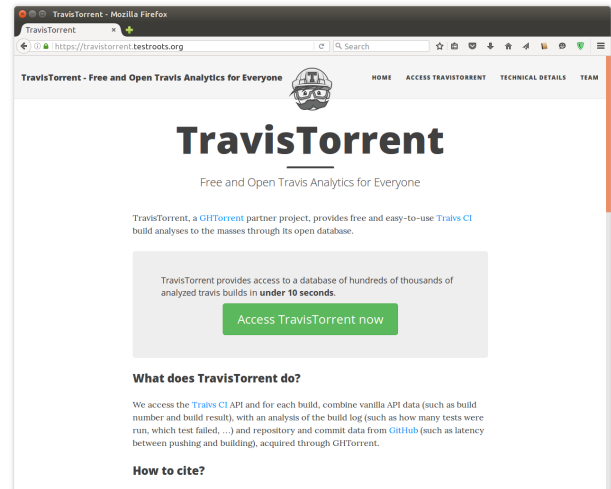 TravisTorrent - Mozilla Firefox
TravisTorrent
https://travistorrent.testroots.org
Search
TravisTorrent - Free and Open Travis Analytics for Everyone
HOME ACCESS TRAVISTORRENT TECHNICAL DETAILS TEAM
TravisTorrent
Free and Open Travis Analytics for Everyone
TravisTorrent, a GHTorrent partner project, provides free and easy-to-use Traivs CI
build analyses to the masses through its open database.
TravisTorrent provides access to a database of hundreds of thousands of
analyzed travis builds in under 10 seconds.
Access TravisTorrent now
What does TravisTorrent do?
We access the Traivs CI API and for each build, combine vanilla API data (such as build
number and build result), with an analysis of the build log (such as how many tests were
run, which test failed, ...) and repository and commit data from GitHub (such as latency
between pushing and building), acquired through GHTorrent.
How to cite?